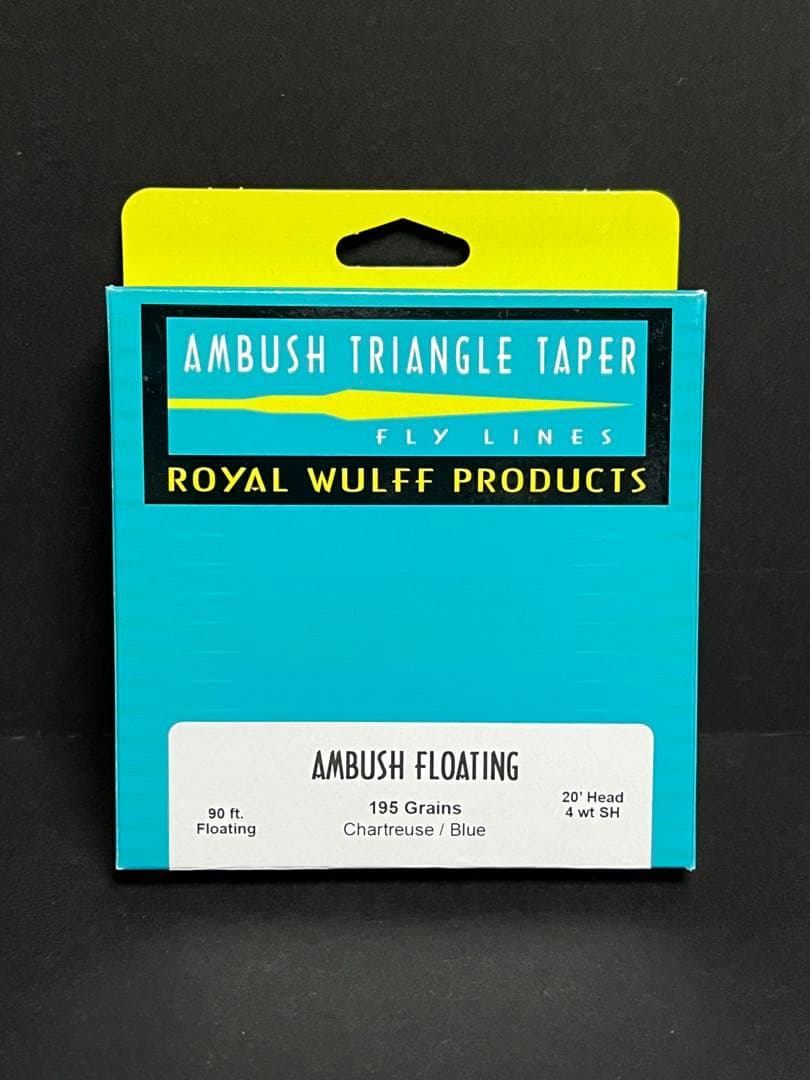 AMBUSH TRIANGLE TAPER
FLY LINES
ROYAL WULFF PRODUCTS
AMBUSH FLOATING
90 ft.
Floating
195 Grains
Chartreuse / Blue
20' Head
4 wt SH